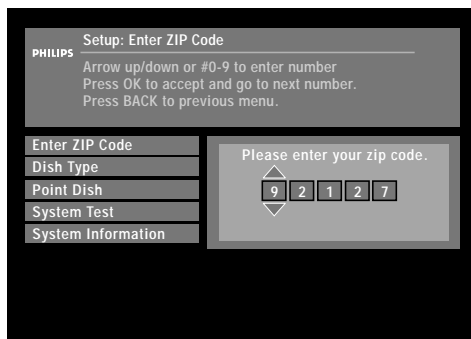 Setup: Enter ZIP Code
PHILIPS
Arrow up/down or #0-9 to enter number
Press OK to accept and go to next number.
Press BACK to previous menu.
Enter ZIP Code
Dish Type
Point Dish
System Test
System Information
Please enter your zip code.
9 2 1 2 7